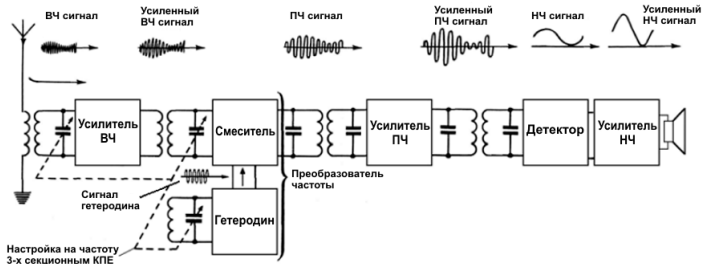 ВЧ сигнал
Усиленный
ВЧ сигнал
ПЧ сигнал
Усиленный
ПЧ сигнал
НЧ сигнал
Усиленный
НЧ сигнал
Усилитель
ВЧ
Смеситель
Усилитель
ПЧ
Детектор
Усилитель
НЧ
Сигнал
гетеродина
Преобразователь
частоты
Гетеродин
Настройка на частоту
3-х секционным КПЕ